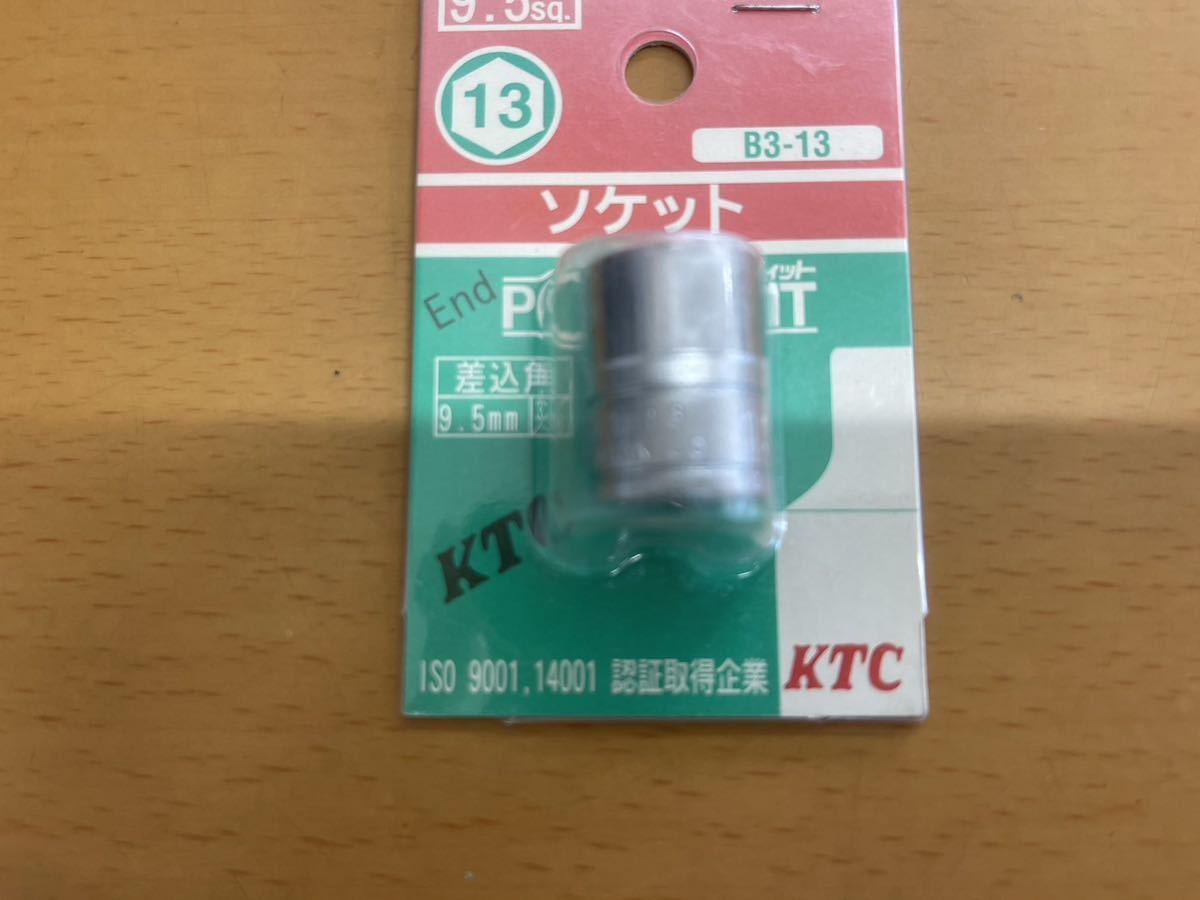 9.5sq.
13
B3-13
ソケット
End
差込角
9.5mm
KTC
ISO 9001,14001 認証取得企業
KTC